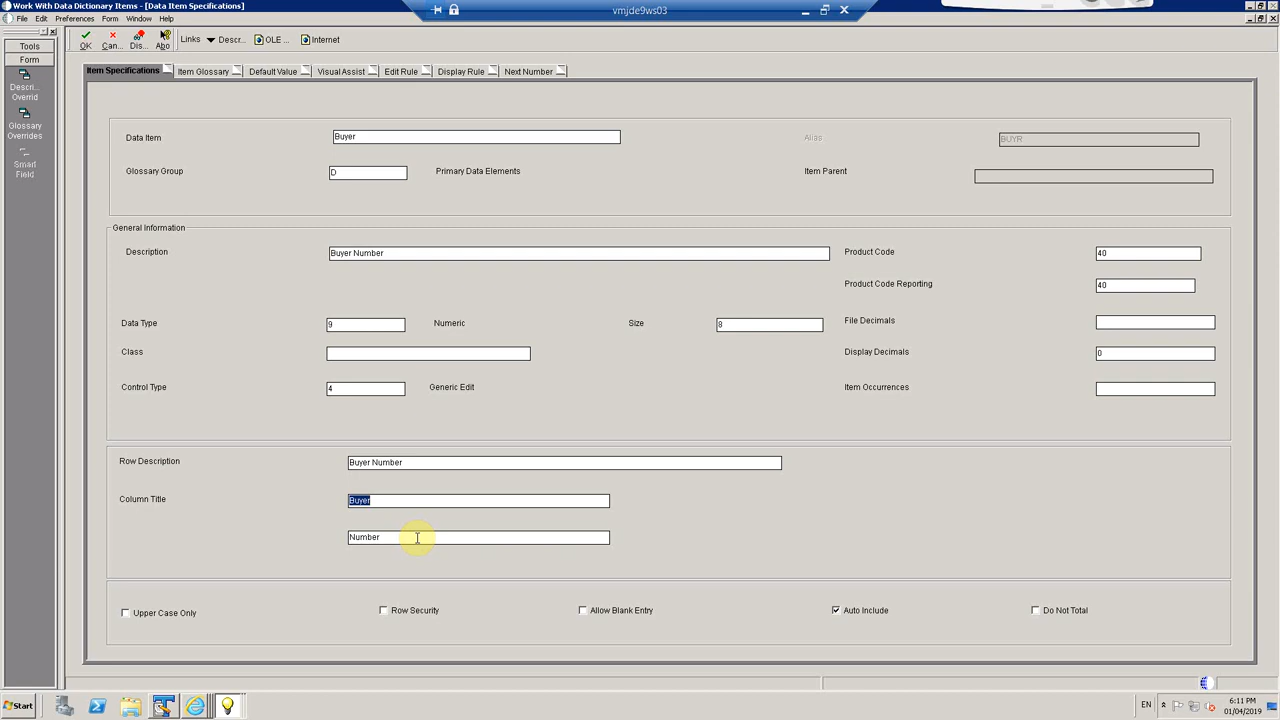 Work With Data Dictionary Items - [Data Item Specifications]
vmjde9ws03
File Edit Preferences Form Window Help
Tools
Form
Descri...
Overrid
Glossary
Overrides
Smart
Field
OK Can... Dis... Abo Links Descr... OLE ... Internet
Item Specifications Item Glossary Default Value Visual Assist Edit Rule Display Rule Next Number
Data Item Buyer Alias BUYR
Glossary Group D Primary Data Elements Item Parent
General Information
Description Buyer Number Product Code 40
Product Code Reporting 40
Data Type 9 Numeric Size 8 File Decimals
Class Display Decimals 0
Control Type 4 Generic Edit Item Occurrences
Row Description Buyer Number
Column Title Buyer
Number
Upper Case Only Row Security Allow Blank Entry Auto Include Do Not Total
Start EN 6:11 PM
01/04/2019